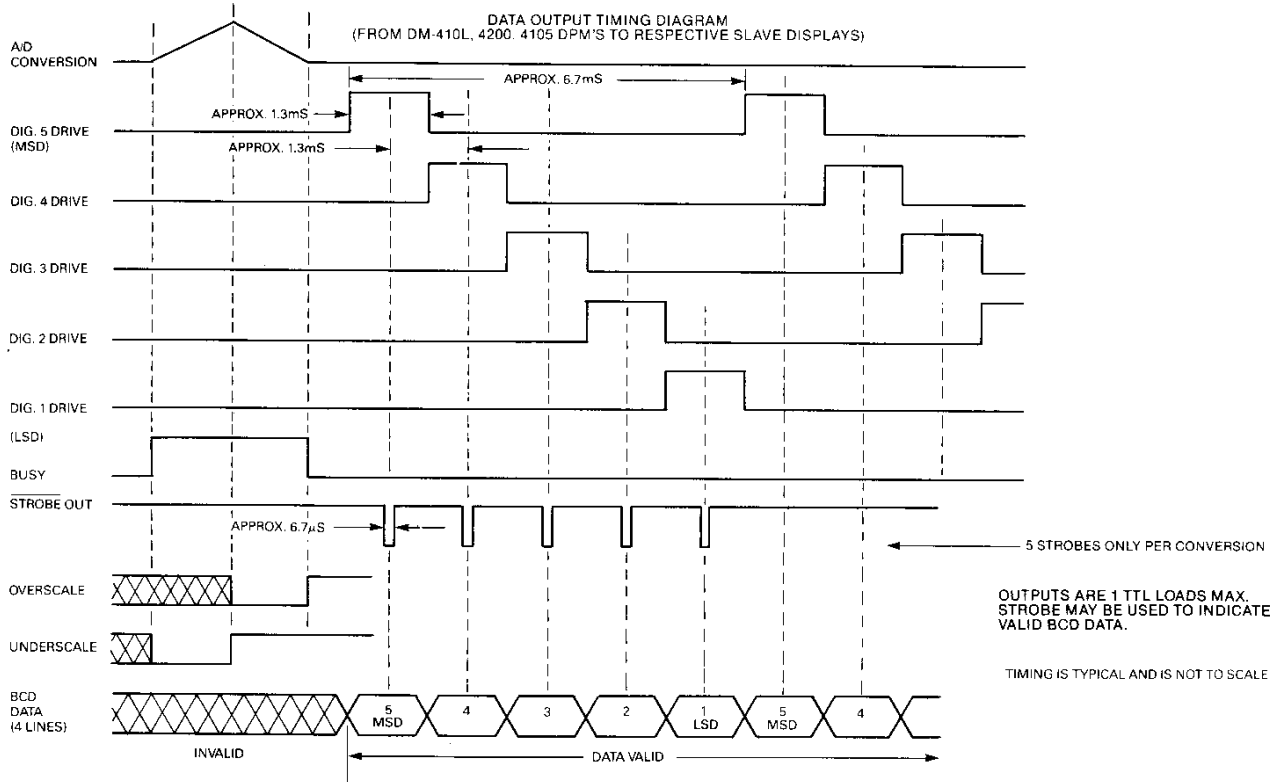 DATA OUTPUT TIMING DIAGRAM
(FROM DM-410L, 4200. 4105 DPM'S TO RESPECTIVE SLAVE DISPLAYS)
A/D
CONVERSION
APPROX. 6.7mS
APPROX. 1.3mS
DIG. 5 DRIVE
(MSD)
APPROX. 1.3mS
DIG. 4 DRIVE
DIG. 3 DRIVE
DIG. 2 DRIVE
DIG. 1 DRIVE
(LSD)
BUSY
STROBE OUT
APPROX. 6.7µS
5 STROBES ONLY PER CONVERSION
OVERSCALE
OUTPUTS ARE 1 TTL LOADS MAX.
STROBE MAY BE USED TO INDICATE
VALID BCD DATA.
UNDERSCALE
TIMING IS TYPICAL AND IS NOT TO SCALE
BCD
DATA
(4 LINES)
5
MSD
4
3
2
1
LSD
5
MSD
4
INVALID
DATA VALID